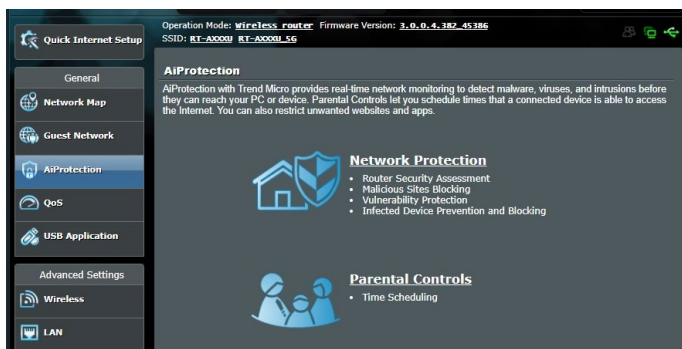 Operation Mode: Wireless router Firmware Version: 3.0.0.4.382_45386
SSID: RT-AXXXU RT-AXXXU_5G
Quick Internet Setup
General
Network Map
Guest Network
AiProtection
QoS
USB Application
Advanced Settings
Wireless
LAN
AiProtection
AiProtection with Trend Micro provides real-time network monitoring to detect malware, viruses, and intrusions before
they can reach your PC or device. Parental Controls let you schedule times that a connected device is able to access
the Internet. You can also restrict unwanted websites and apps.
Network Protection
• Router Security Assessment
• Malicious Sites Blocking
• Vulnerability Protection
• Infected Device Prevention and Blocking
Parental Controls
• Time Scheduling